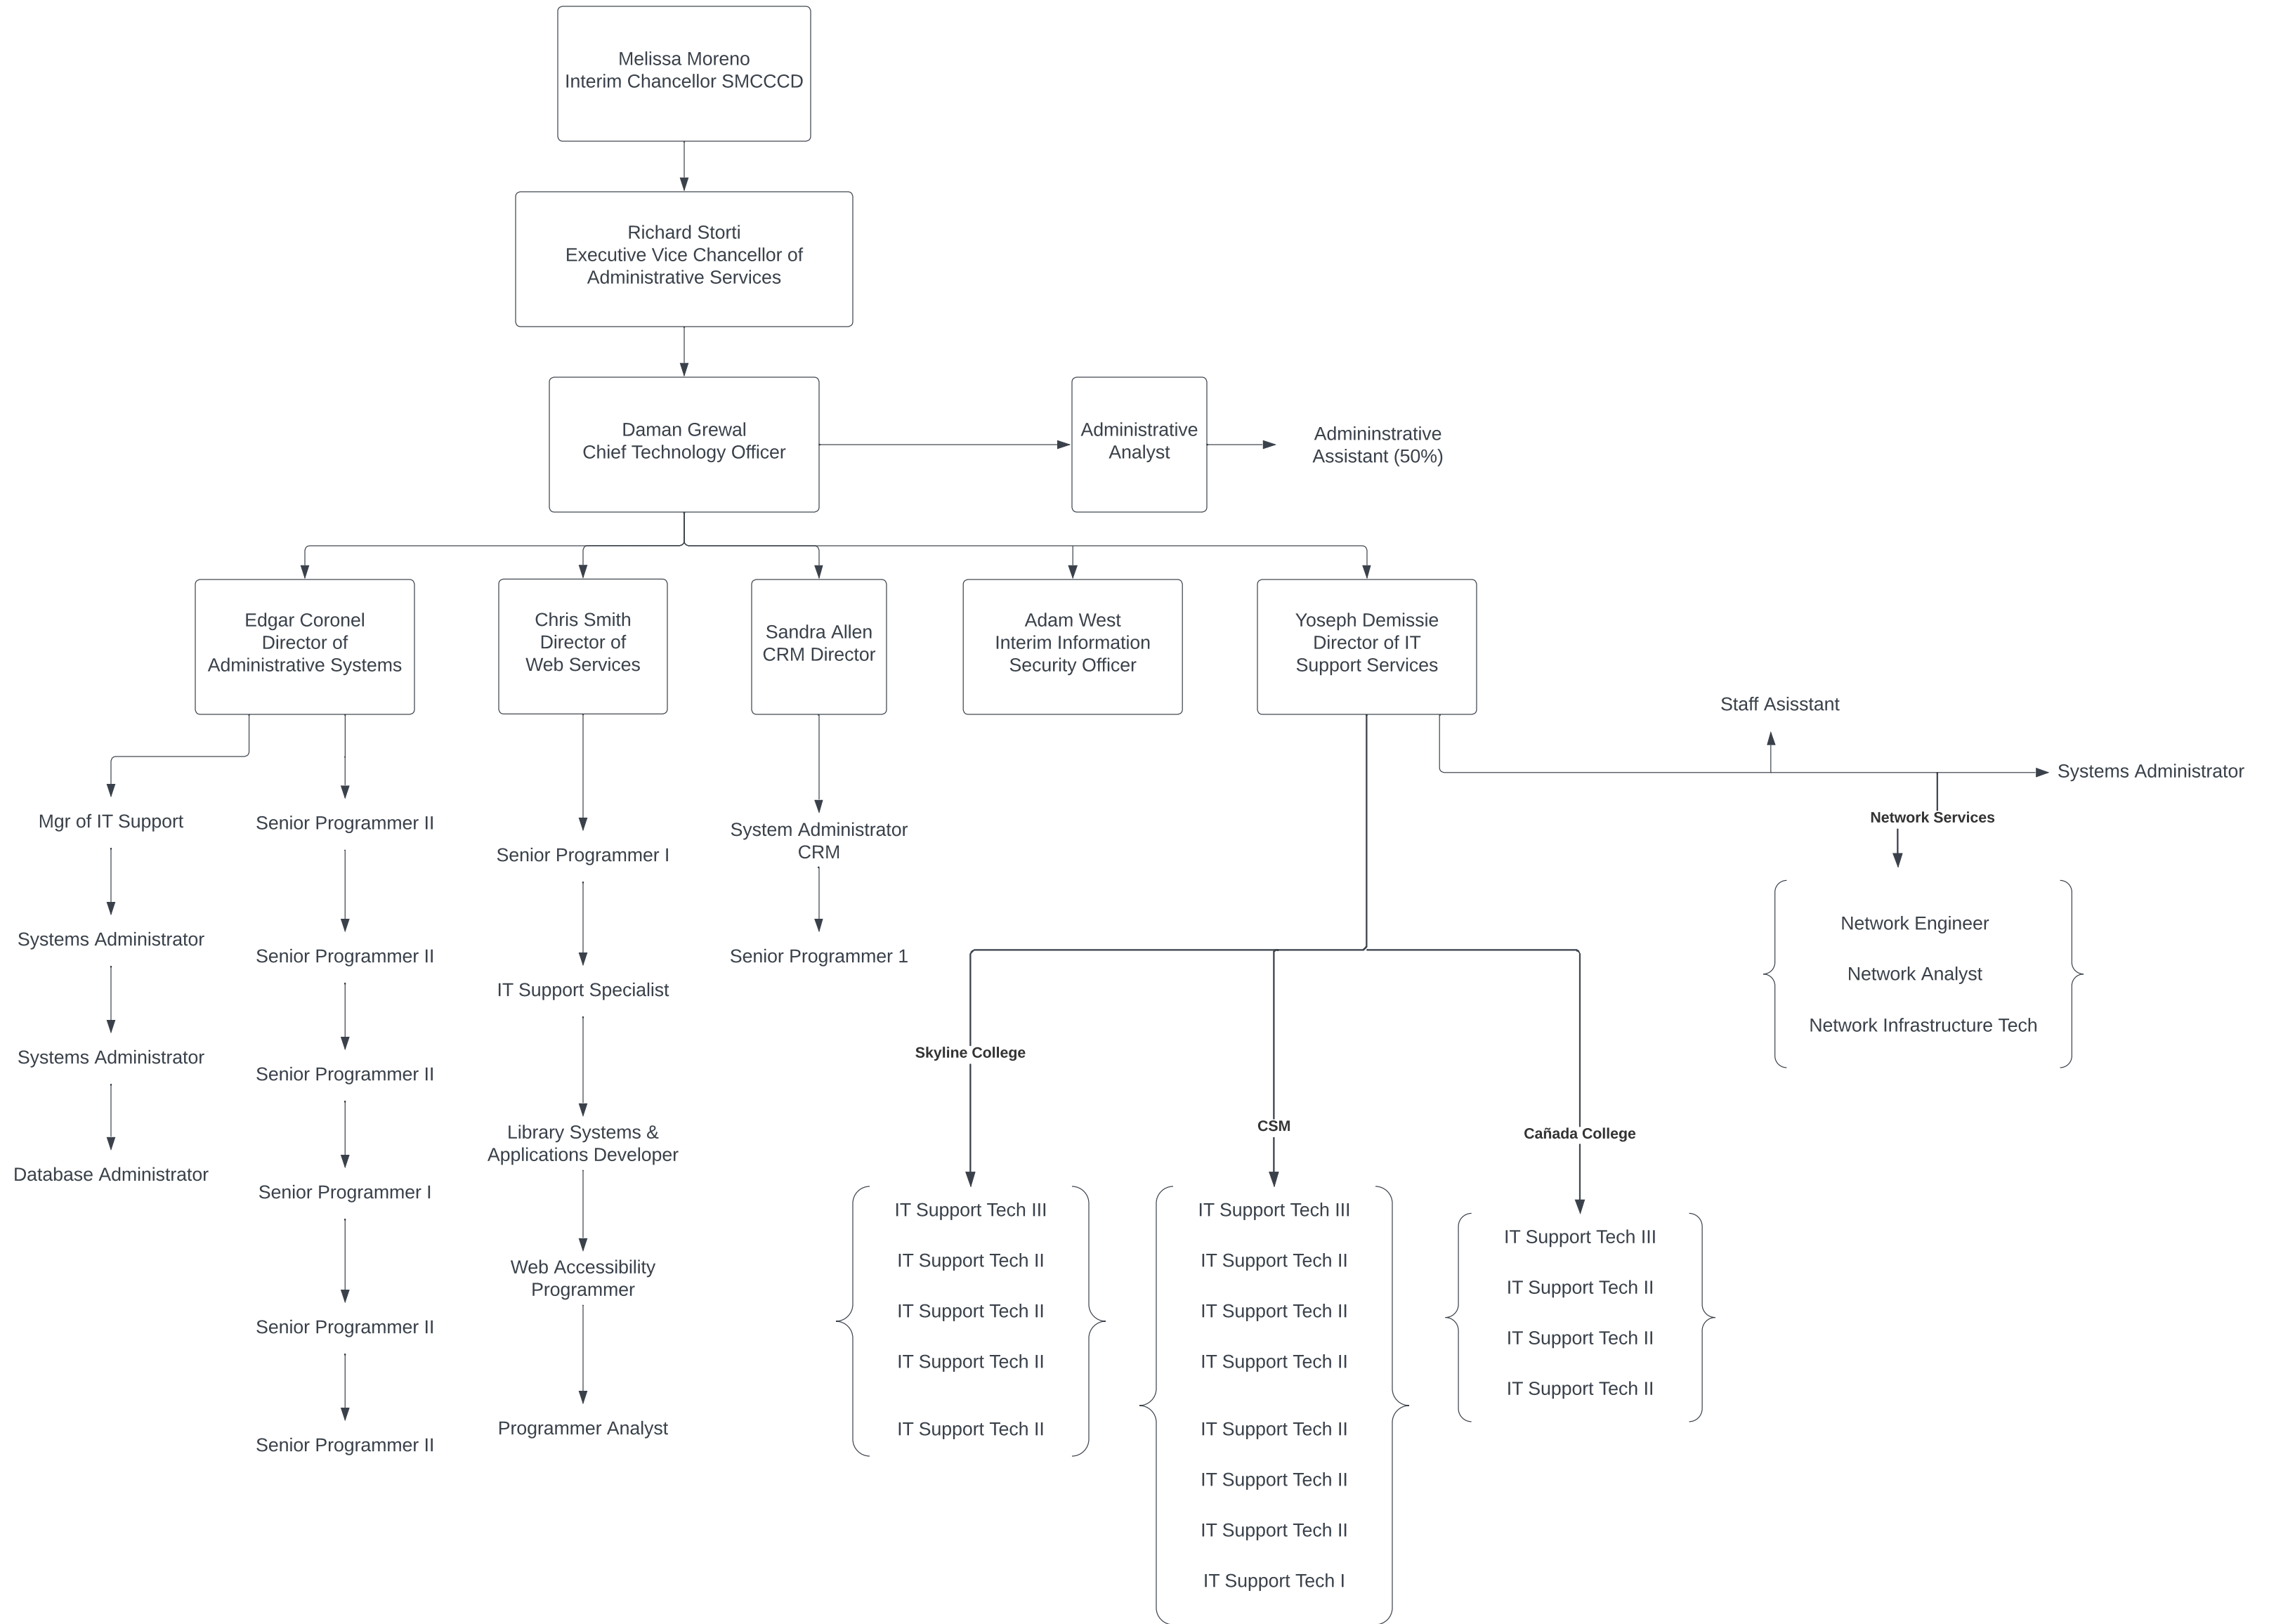 Melissa Moreno
Interim Chancellor SMCCCD
Richard Storti
Executive Vice Chancellor of
Administrative Services
Daman Grewal
Chief Technology Officer
Administrative
Analyst
Admininstrative
Assistant (50%)
Edgar Coronel
Director of
Administrative Systems
Chris Smith
Director of
Web Services
Sandra Allen
CRM Director
Adam West
Interim Information
Security Officer
Yoseph Demissie
Director of IT
Support Services
Mgr of IT Support
Systems Administrator
Systems Administrator
Database Administrator
Senior Programmer II
Senior Programmer II
Senior Programmer II
Senior Programmer I
Senior Programmer II
Senior Programmer II
Senior Programmer I
IT Support Specialist
Library Systems &
Applications Developer
Web Accessibility
Programmer
Programmer Analyst
System Administrator
CRM
Senior Programmer 1
Skyline College
IT Support Tech III
IT Support Tech II
IT Support Tech II
IT Support Tech II
IT Support Tech II
CSM
IT Support Tech III
IT Support Tech II
IT Support Tech II
IT Support Tech II
IT Support Tech II
IT Support Tech II
IT Support Tech II
IT Support Tech I
Cañada College
IT Support Tech III
IT Support Tech II
IT Support Tech II
IT Support Tech II
Staff Asisstant
Systems Administrator
Network Services
Network Engineer
Network Analyst
Network Infrastructure Tech